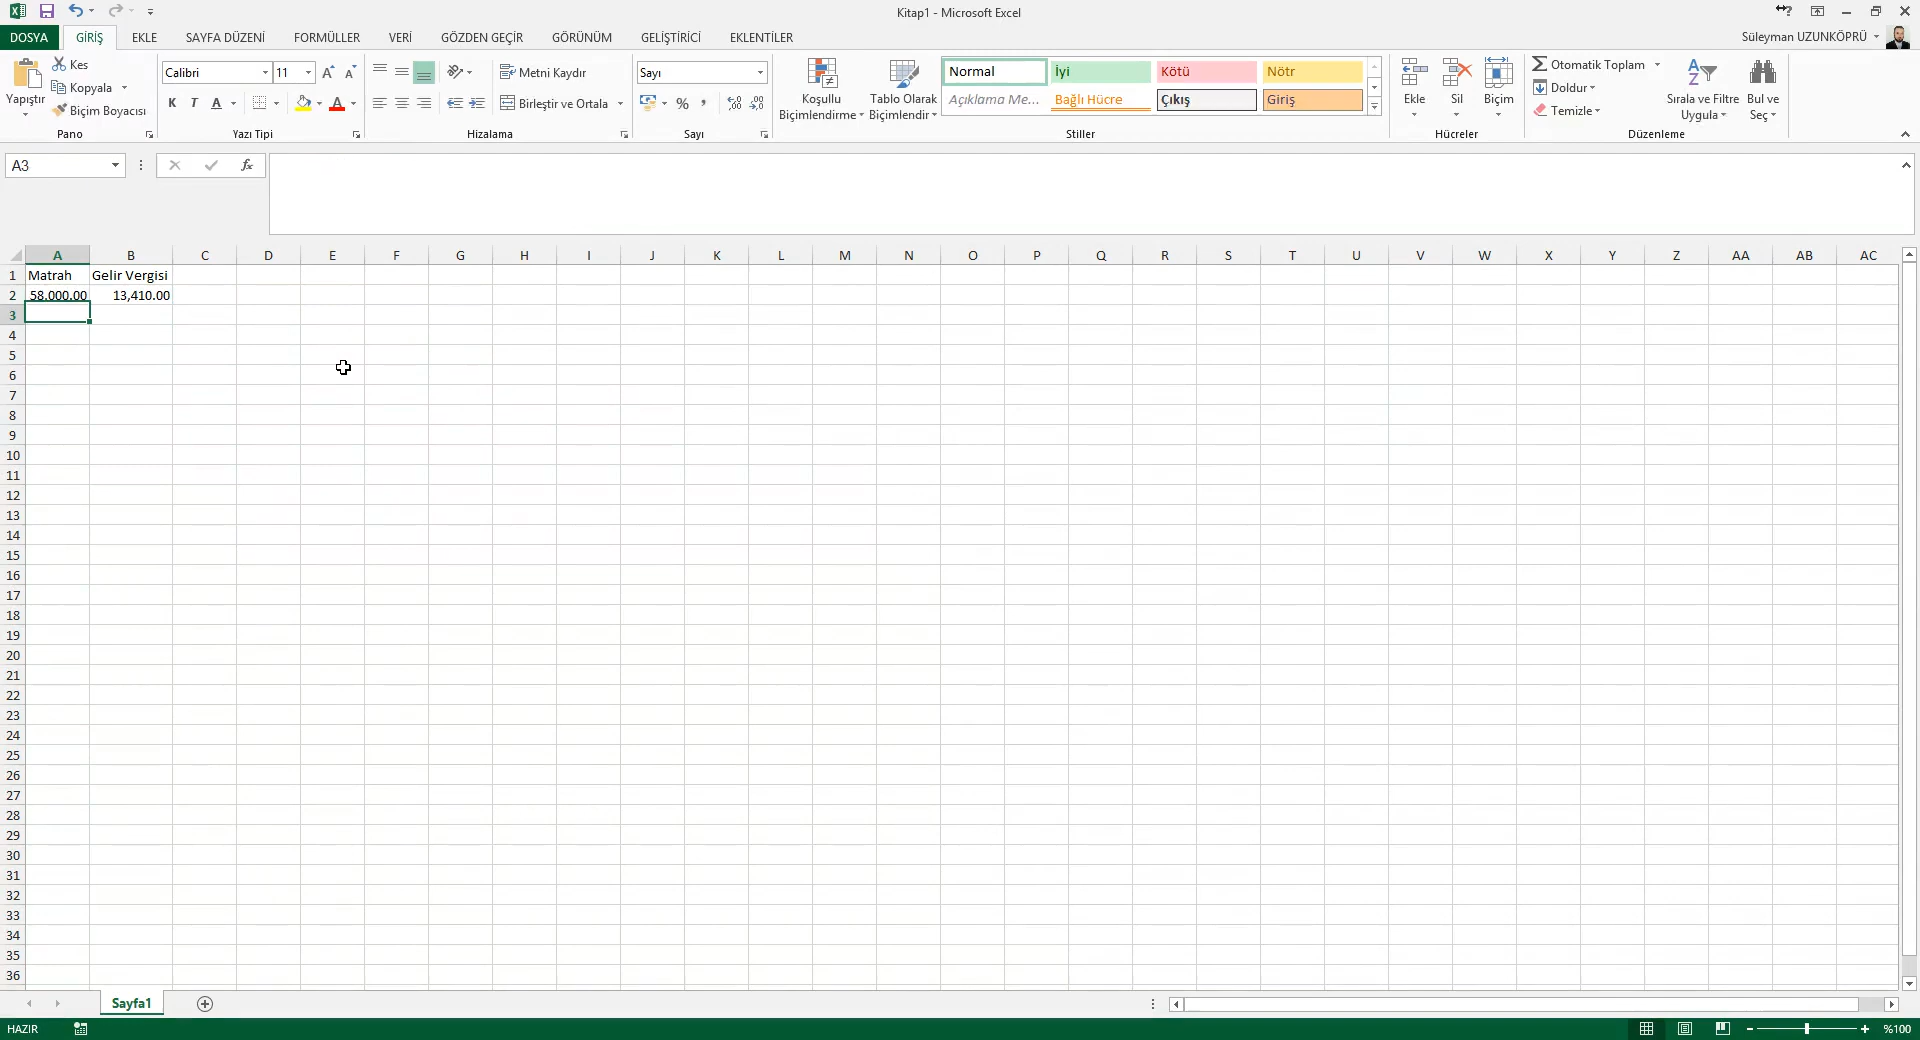 Kitap1 - Microsoft Excel
DOSYA GİRİŞ EKLE SAYFA DÜZENİ FORMÜLLER VERİ GÖZDEN GEÇİR GÖRÜNÜM GELİŞTİRİCİ EKLENTİLER Süleyman UZUNKÖPRÜ
Yapıştır
Kes
Kopyala
Biçim Boyacısı
Pano
Calibri 11
K T A A
Yazı Tipi
Metni Kaydır
Birleştir ve Ortala
Hizalama
Sayı
%
Sayı
Koşullu
Biçimlendirme
Tablo Olarak
Biçimlendir
Normal İyi Kötü Nötr
Açıklama Me... Bağlı Hücre Çıkış Giriş
Stiller
Ekle Sil Biçim
Hücreler
Otomatik Toplam
Doldur
Temizle
Sırala ve Filtre
Uygula
Bul ve
Seç
Düzenleme
A3 fx
A B C D E F G H I J K L M N O P Q R S T U V W X Y Z AA AB AC
1 Matrah Gelir Vergisi
2 58.000.00 13,410.00
3
4
5
6
7
8
9
10
11
12
13
14
15
16
17
18
19
20
21
22
23
24
25
26
27
28
29
30
31
32
33
34
35
36
Sayfa1
HAZIR %100